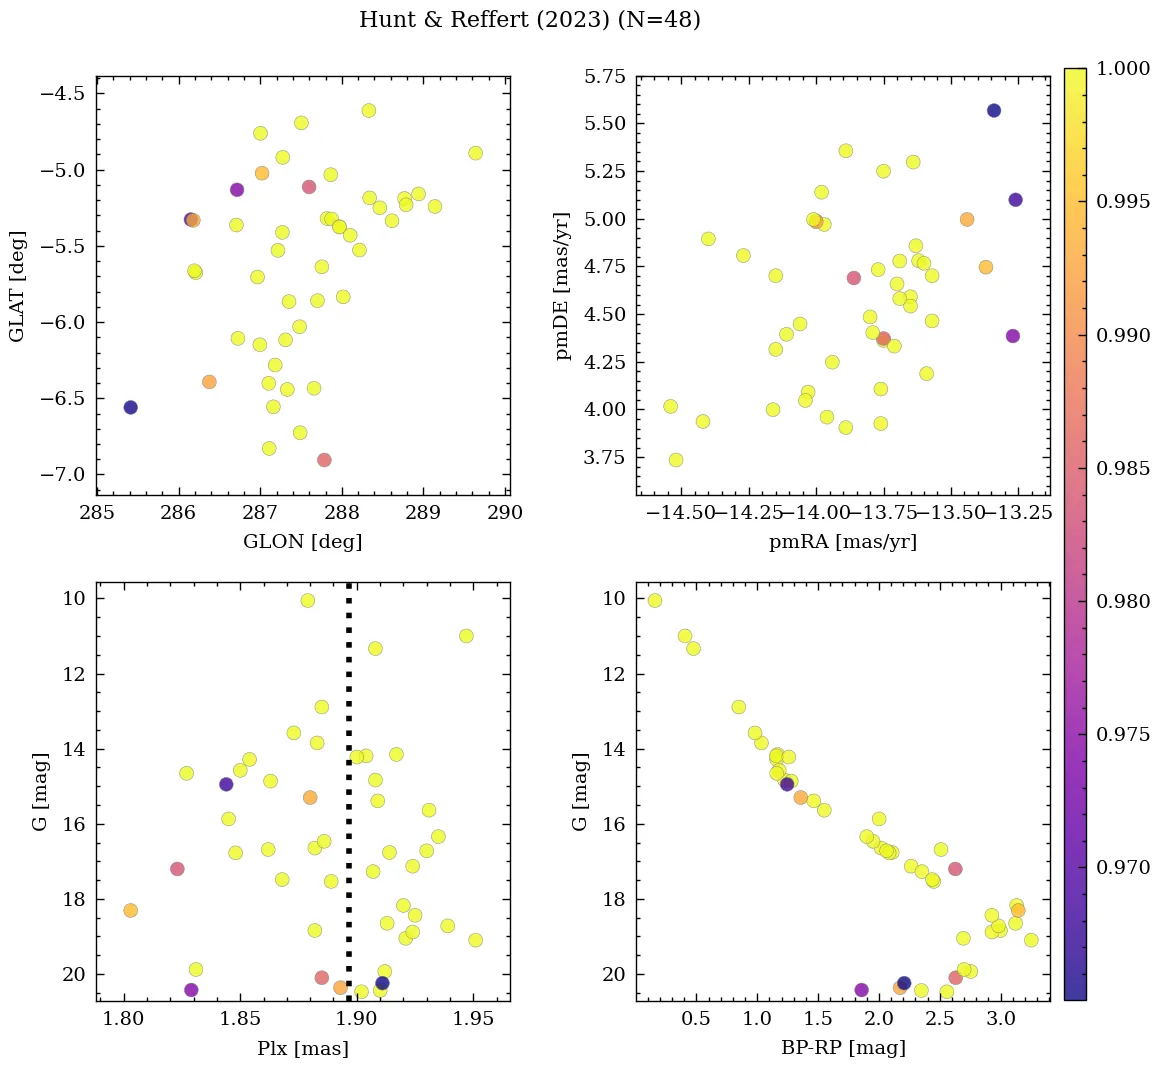 Hunt & Reffert (2023) (N=48)
−4.5
−5.0
−5.5
−6.0
−6.5
−7.0
GLAT [deg]
285 286 287 288 289 290
GLON [deg]
5.75
5.50
5.25
5.00
4.75
4.50
4.25
4.00
3.75
pmDE [mas/yr]
−14.50 −14.25 −14.00 −13.75 −13.50 −13.25
pmRA [mas/yr]
10
12
14
16
18
20
G [mag]
1.80 1.85 1.90 1.95
Plx [mas]
10
12
14
16
18
20
G [mag]
0.5 1.0 1.5 2.0 2.5 3.0
BP-RP [mag]
1.000
0.995
0.990
0.985
0.980
0.975
0.970